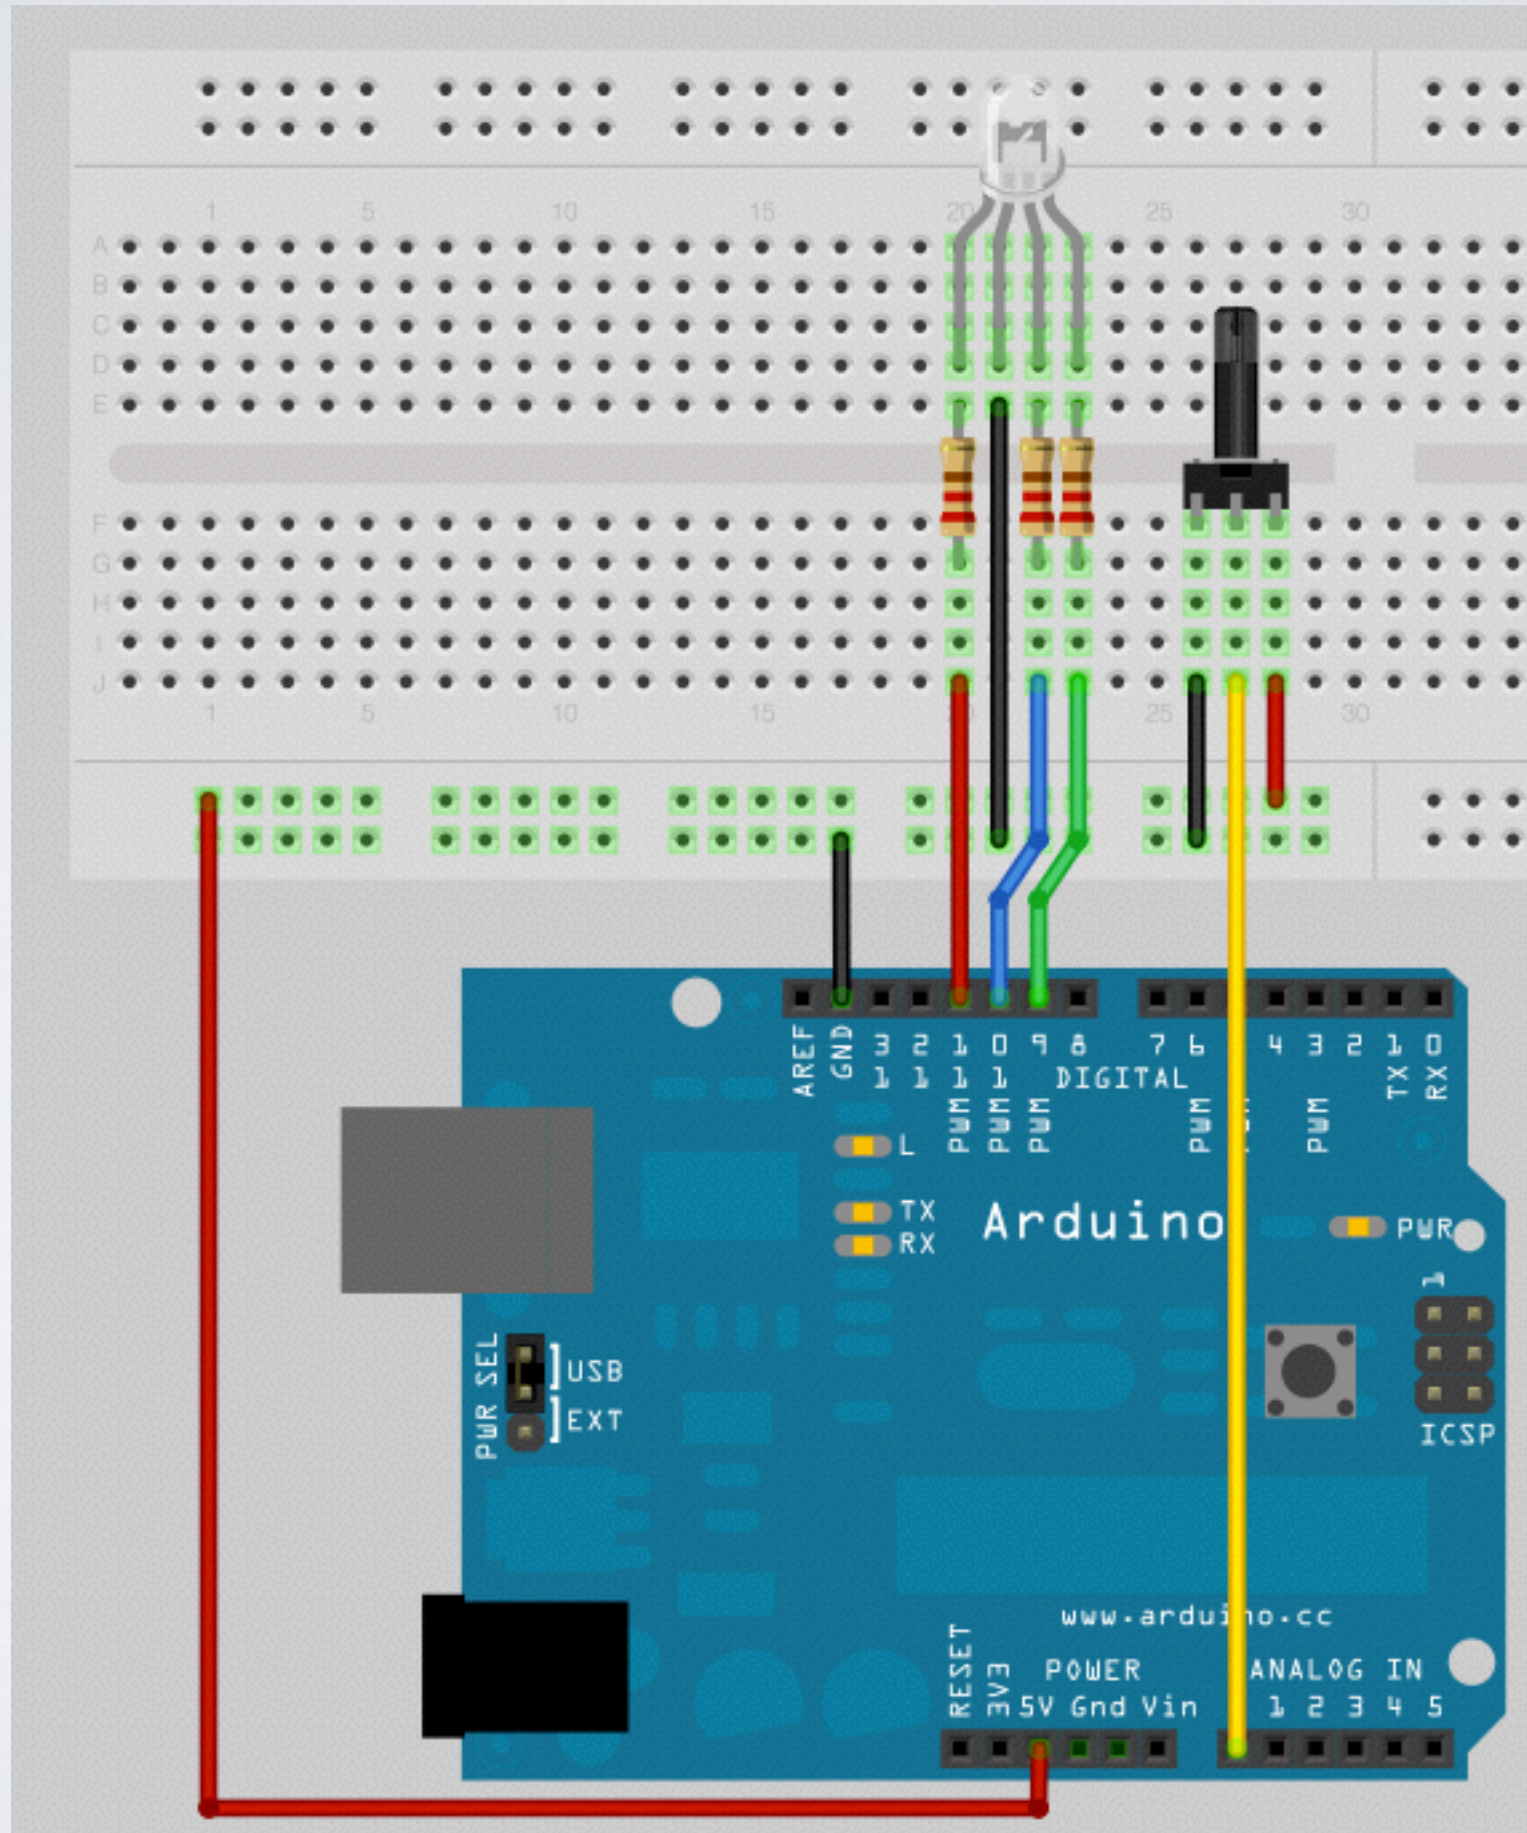 1 5 10 15 20 25 30
A
B
C
D
E
F
G
H
I
J
1 5 10 15 25 30
AREF GND 13 12 11 10 9 8 7 6 4 3 2 1 0
DIGITAL
PWM PWM PWM PWM PWM TX RX
L
TX
RX
Arduino
PWR
1
ICSP
PWR SEL
USB
EXT
www.arduino.cc
RESET 3V3
POWER
ANALOG IN
5V Gnd Vin
1 2 3 4 5